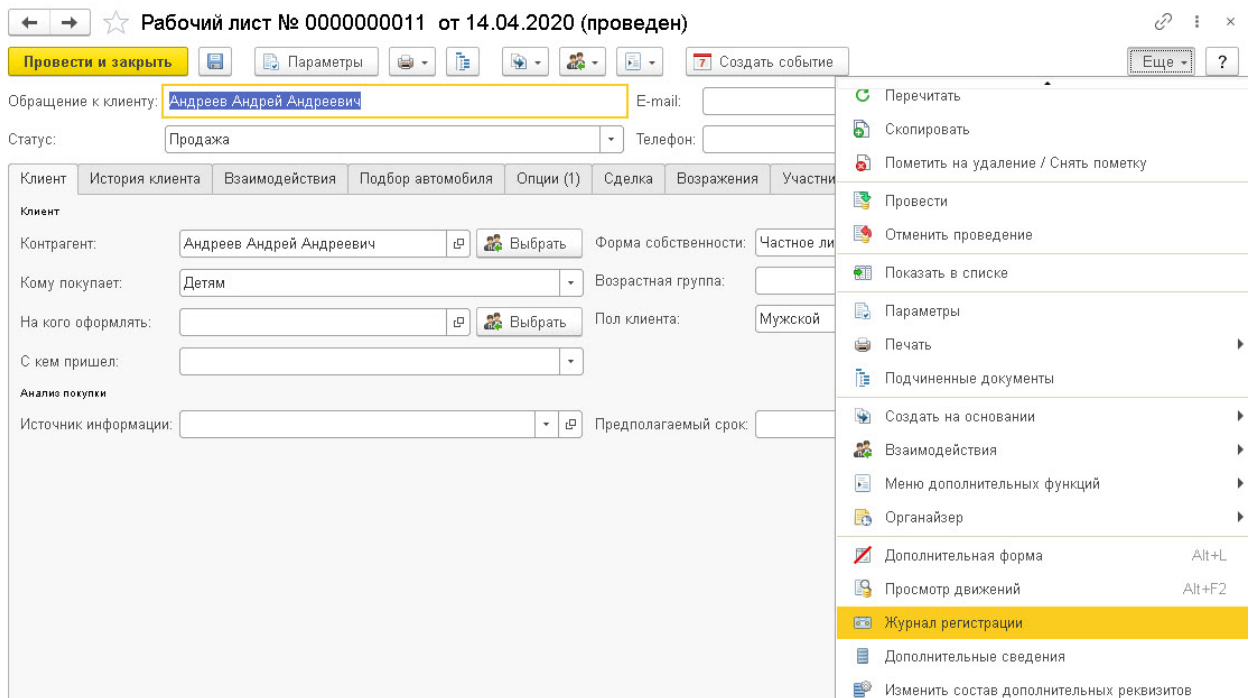 Рабочий лист № 0000000011 от 14.04.2020 (проведен)
Провести и закрыть
Параметры
7 Создать событие
Еще
?
Обращение к клиенту: Андреев Андрей Андреевич
E-mail:
Статус: Продажа
Телефон:
Клиент
История клиента
Взаимодействия
Подбор автомобиля
Опции (1)
Сделка
Возражения
Участни
Клиент
Контрагент: Андреев Андрей Андреевич
Выбрать
Форма собственности: Частное ли
Кому покупает: Детям
Возрастная группа:
На кого оформлять:
Выбрать
Пол клиента: Мужской
С кем пришел:
Анализ покупки
Источник информации:
Предполагаемый срок:
Перечитать
Скопировать
Пометить на удаление / Снять пометку
Провести
Отменить проведение
Показать в списке
Параметры
Печать
Подчиненные документы
Создать на основании
Взаимодействия
Меню дополнительных функций
Органайзер
Дополнительная форма Alt+L
Просмотр движений Alt+F2
Журнал регистрации
Дополнительные сведения
Изменить состав дополнительных реквизитов